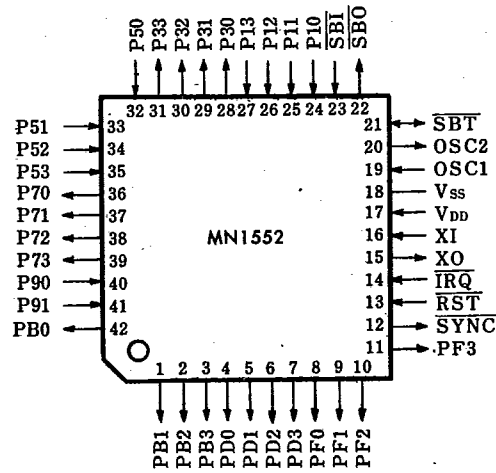 P50 P33 P32 P31 P30 P13 P12 P11 P10 SBI SBO
32 31 30 29 28 27 26 25 24 23 22
P51 33
P52 34
P53 35
P70 36
P71 37
P72 38
P73 39
P90 40
P91 41
PB0 42
MN1552
21 SBT
20 OSC2
19 OSC1
18 VSS
17 VDD
16 XI
15 XO
14 IRQ
13 RST
12 SYNC
11 PF3
1 2 3 4 5 6 7 8 9 10
PB1 PB2 PB3 PD0 PD1 PD2 PD3 PF0 PF1 PF2